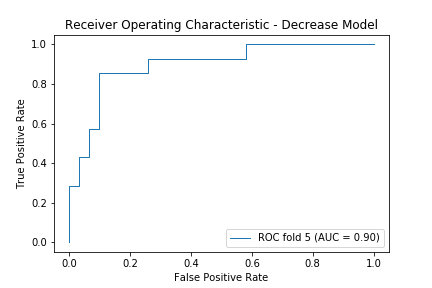 Receiver Operating Characteristic - Decrease Model
1.0
0.8
0.6
0.4
0.2
0.0
True Positive Rate
ROC fold 5 (AUC = 0.90)
0.0 0.2 0.4 0.6 0.8 1.0
False Positive Rate